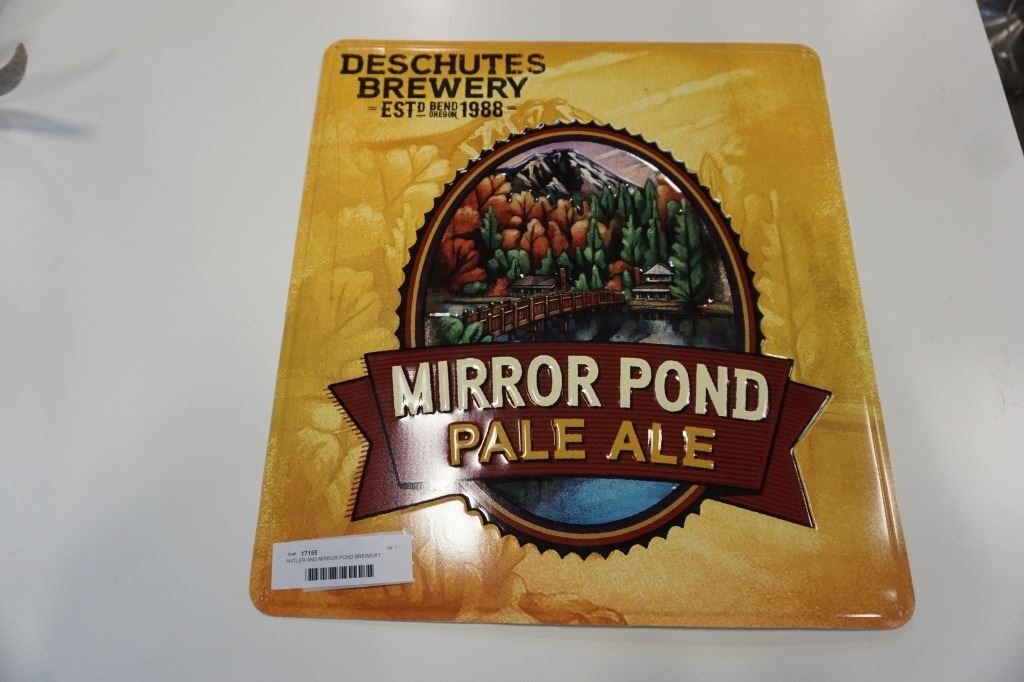 DESCHUTES
BREWERY
ESTD BEND OREGON 1988
MIRROR POND
PALE ALE
17155
ANTLER AND MIRROR POND BREWERY